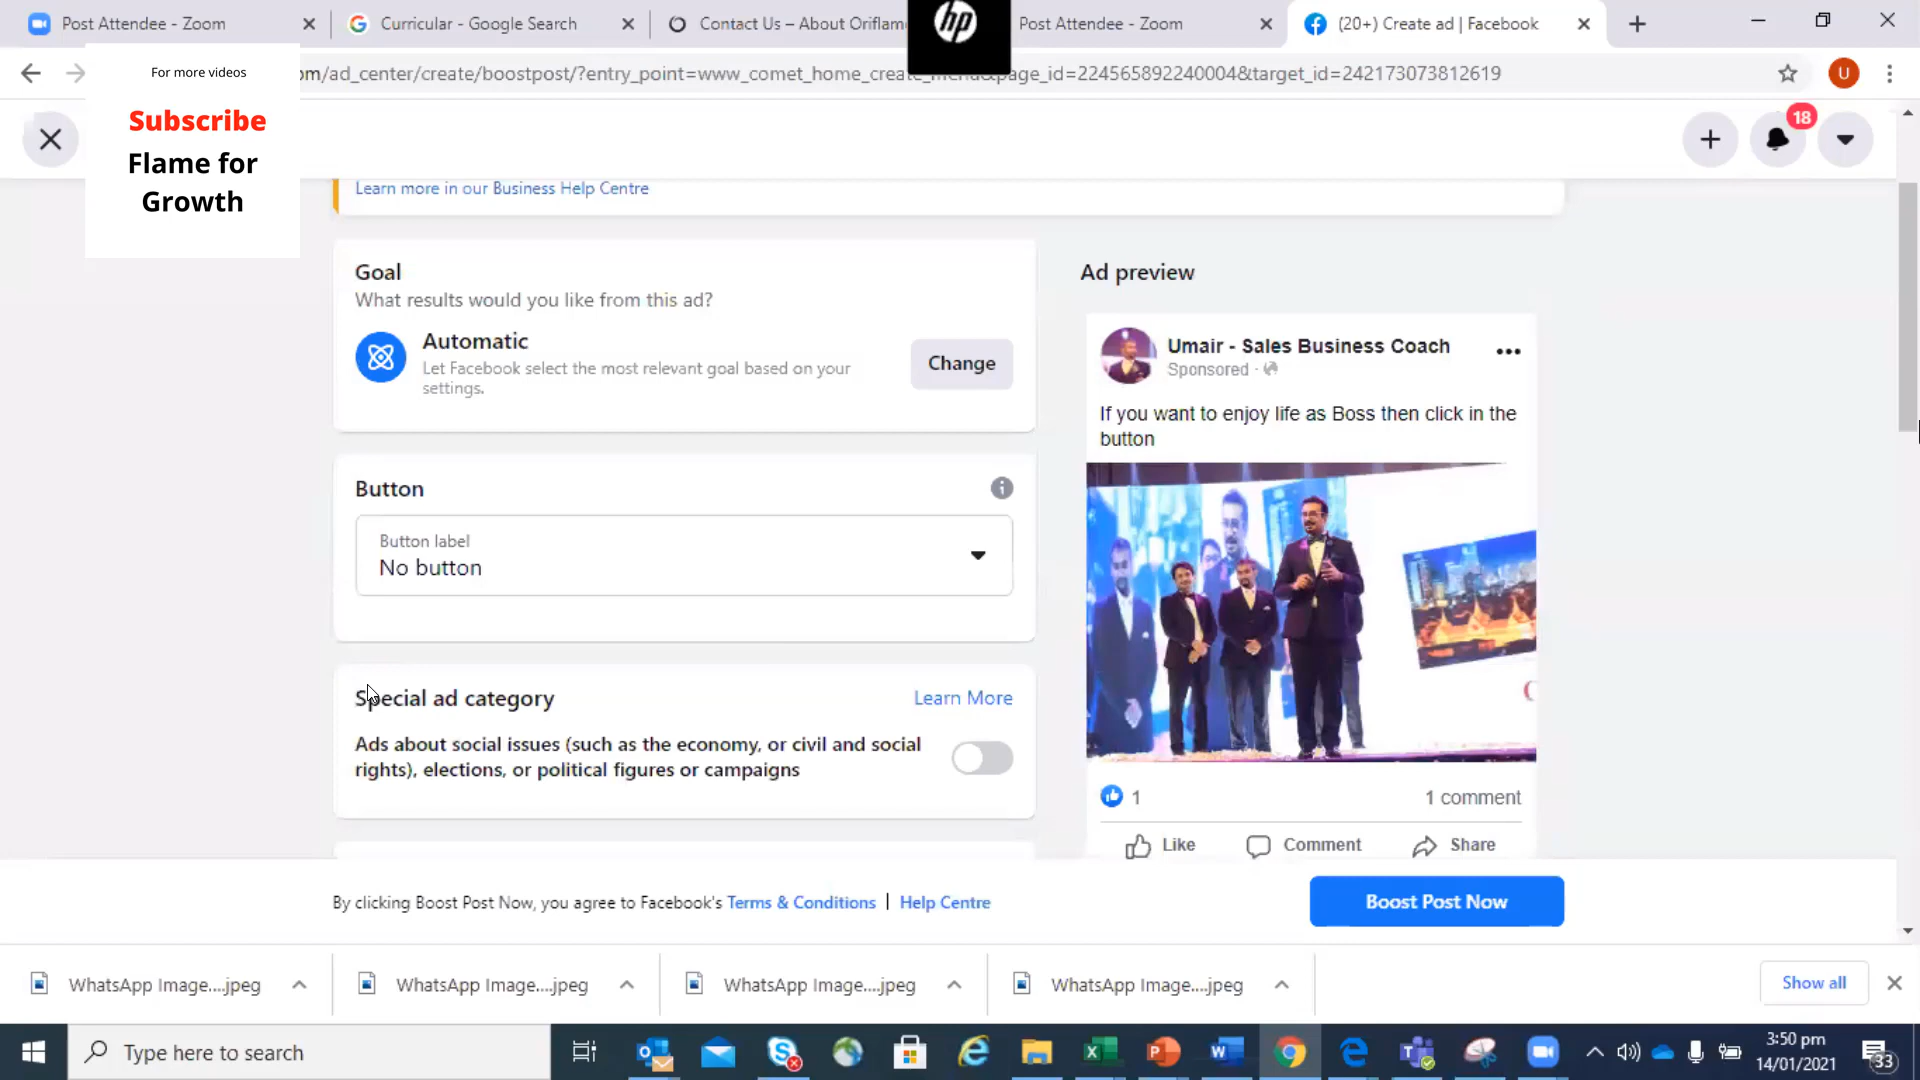 Post Attendee - Zoom
Curricular - Google Search
Contact Us – About Oriflam
hp
Post Attendee - Zoom
(20+) Create ad | Facebook
/ad_center/create/boostpost/?entry_point=www_comet_home_create_menu&page_id=224565892240004&target_id=242173073812619
U
For more videos
Subscribe
Flame for
Growth
18
Learn more in our Business Help Centre
Goal
What results would you like from this ad?
Automatic
Let Facebook select the most relevant goal based on your
settings.
Change
Button
Button label
No button
Special ad category
Learn More
Ads about social issues (such as the economy, or civil and social
rights), elections, or political figures or campaigns
Ad preview
Umair - Sales Business Coach
Sponsored ·
If you want to enjoy life as Boss then click in the
button
1
1 comment
Like
Comment
Share
By clicking Boost Post Now, you agree to Facebook's Terms & Conditions | Help Centre
Boost Post Now
WhatsApp Image....jpeg
WhatsApp Image....jpeg
WhatsApp Image....jpeg
WhatsApp Image....jpeg
Show all
Type here to search
3:50 pm
14/01/2021
33